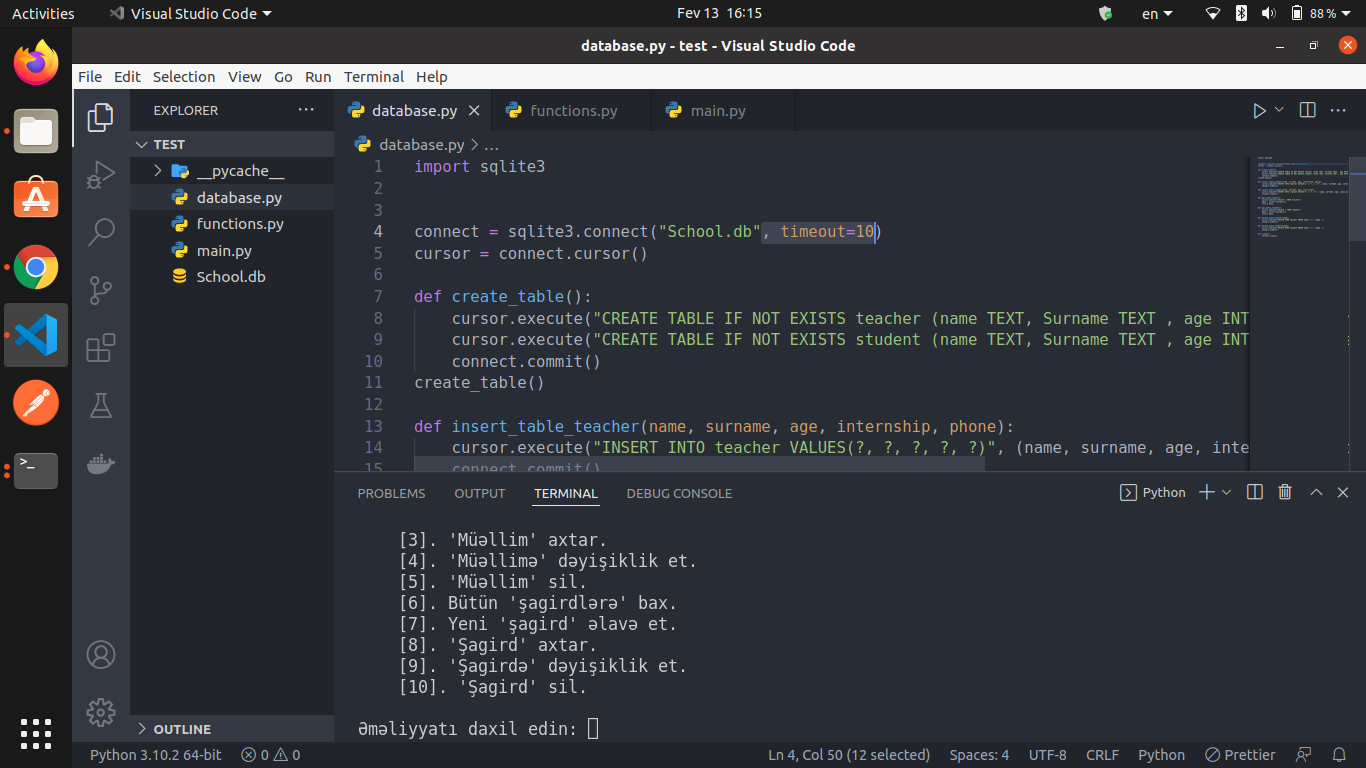 Activities Visual Studio Code Fev 13 16:15 en 88 %
database.py - test - Visual Studio Code
File Edit Selection View Go Run Terminal Help
EXPLORER database.py functions.py main.py
TEST
__pycache__
database.py
functions.py
main.py
School.db
database.py > ...
1 import sqlite3
2
3
4 connect = sqlite3.connect("School.db", timeout=10)
5 cursor = connect.cursor()
6
7 def create_table():
8 cursor.execute("CREATE TABLE IF NOT EXISTS teacher (name TEXT, Surname TEXT , age INT
9 cursor.execute("CREATE TABLE IF NOT EXISTS student (name TEXT, Surname TEXT , age INT
10 connect.commit()
11 create_table()
12
13 def insert_table_teacher(name, surname, age, internship, phone):
14 cursor.execute("INSERT INTO teacher VALUES(?, ?, ?, ?, ?)", (name, surname, age, inte
15 connect.commit()
PROBLEMS OUTPUT TERMINAL DEBUG CONSOLE Python
[3]. 'Müəllim' axtar.
[4]. 'Müəllimə' dəyişiklik et.
[5]. 'Müəllim' sil.
[6]. Bütün 'şagirdlərə' bax.
[7]. Yeni 'şagird' əlavə et.
[8]. 'Şagird' axtar.
[9]. 'Şagirdə' dəyişiklik et.
[10]. 'Şagird' sil.
Əməliyyatı daxil edin:
OUTLINE
Python 3.10.2 64-bit 0 0 Ln 4, Col 50 (12 selected) Spaces: 4 UTF-8 CRLF Python Prettier